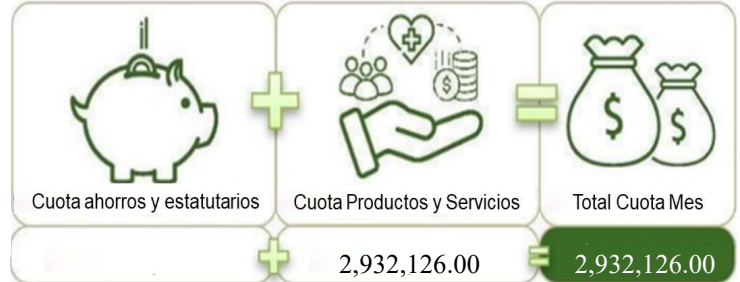 $
$
$
Cuota ahorros y estatutarios
Cuota Productos y Servicios
Total Cuota Mes
2,932,126.00
2,932,126.00